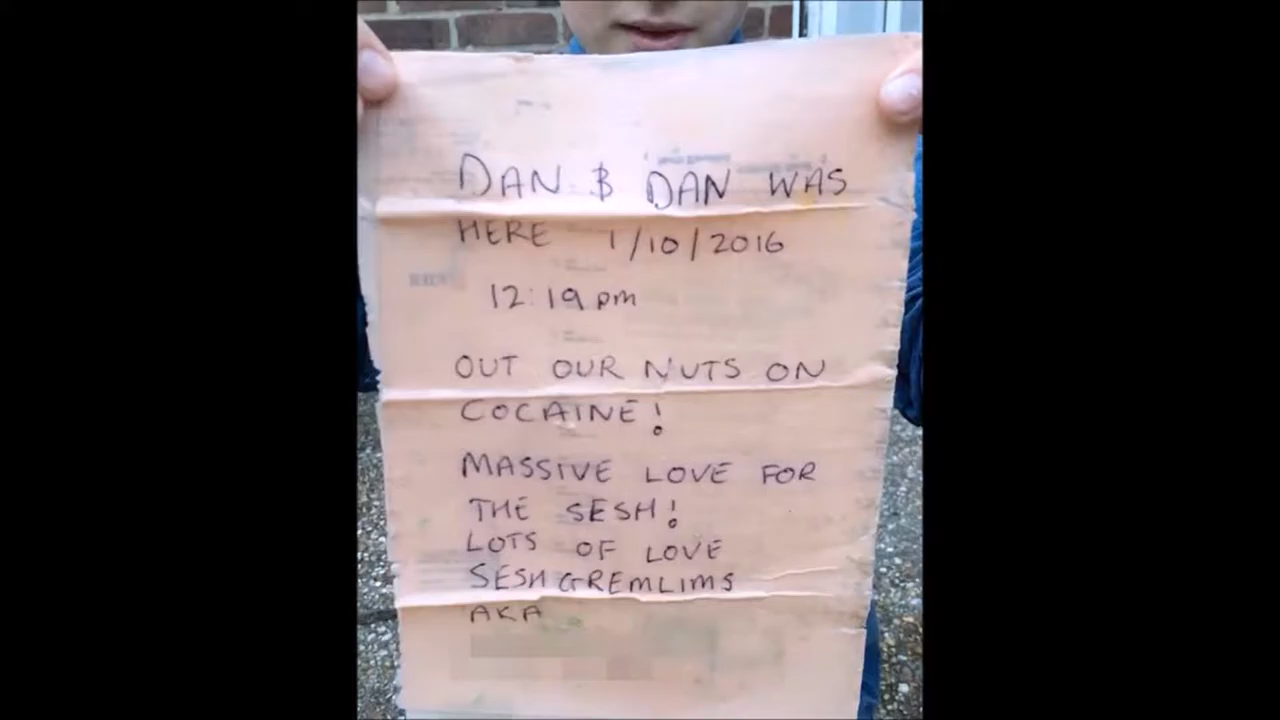 DAN & DAN WAS
HERE 1/10/2016
12:19pm
OUT OUR NUTS ON
COCAINE!
MASSIVE LOVE FOR
THE SESH!
LOTS OF LOVE
SESH GREMLIMS
AKA